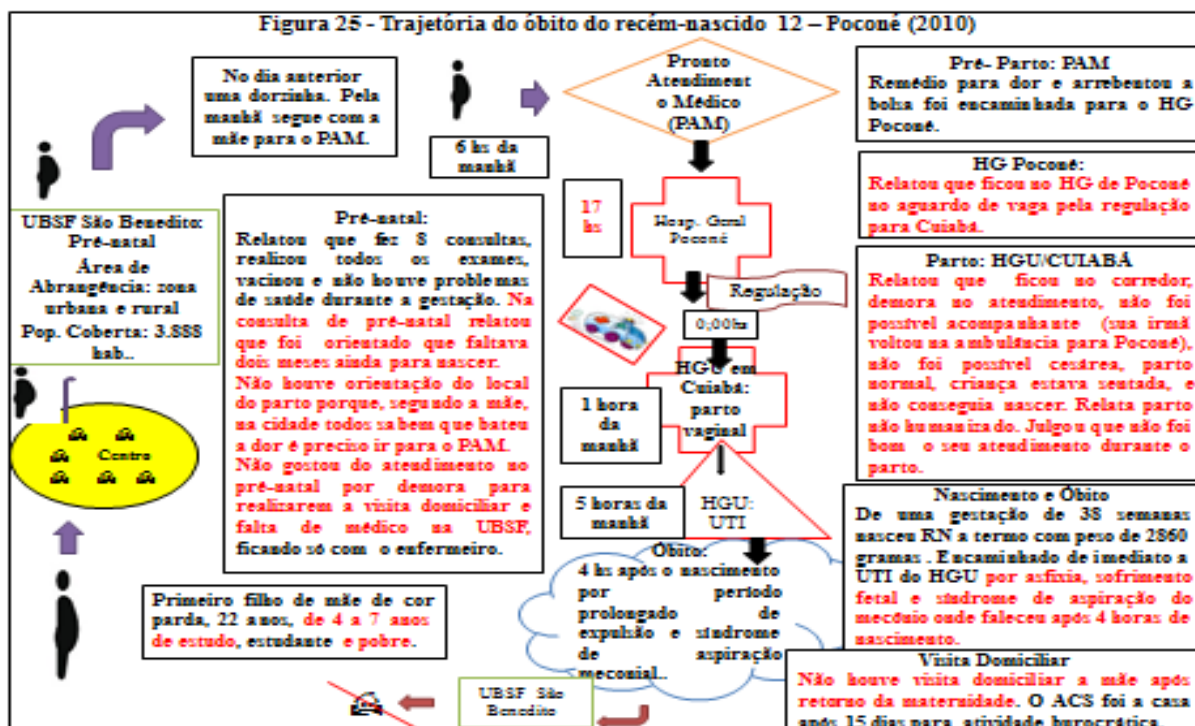 Figura 25 - Trajetória do óbito do recém-nascido 12 – Poconé (2010)
No dia anterior
uma dorzinha. Pela
manhã segue com a
mãe para o PAM.
6 hs da
manhã
Pronto
Atendiment
o Médico
(PAM)
Pré- Parto: PAM
Remédio para dor e arrebentou a
bolsa foi encaminhada para o HG
Poconé.
HG Poconé:
Relatou que ficou no HG de Poconé
no aguardo de vaga pela regulação
para Cuiabá.
17
hs
Hosp. Geral
Poconé
Regulação
0;00hs
UBSF São Benedito:
Pré-natal
Área de
Abrangência: zona
urbana e rural
Pop. Coberta: 3.888
hab..
Centro
Pré-natal:
Relatou que fez 8 consultas,
realizou todos os exames,
vacinou e não houve problemas
de saúde durante a gestação. Na
consulta de pré-natal relatou
que foi orientado que faltava
dois meses ainda para nascer.
Não houve orientação do local
do parto porque, segundo a mãe,
na cidade todos sabem que bateu
a dor é preciso ir para o PAM.
Não gostou do atendimento no
pré-natal por demora para
realizarem a visita domiciliar e
falta de médico na UBSF,
ficando só com o enfermeiro.
Parto: HGU/CUIABÁ
Relatou que ficou no corredor,
demora no atendimento, não foi
possível acompanhante (sua irmã
voltou na ambulância para Poconé),
não foi possível cesárea, parto
normal, criança estava sentada, e
não conseguia nascer. Relata parto
não humanizado. Julgou que não foi
bom o seu atendimento durante o
parto.
HGU em
Cuiabá:
parto
vaginal
1 hora
da
manhã
5 horas da
manhã
HGU:
UTI
Óbito:
4 hs após o nascimento
por período
prolongado de
expulsão e síndrome
de aspiração
meconial..
Nascimento e Óbito
De uma gestação de 38 semanas
nasceu RN a termo com peso de 2860
gramas . Encaminhado de imediato a
UTI do HGU por asfixia, sofrimento
fetal e síndrome de aspiração do
mecônio onde faleceu após 4 horas de
nascimento.
Primeiro filho de mãe de cor
parda, 22 anos, de 4 a 7 anos
de estudo, estudante e pobre.
UBSF São
Benedito
Visita Domiciliar
Não houve visita domiciliar a mãe após
retorno da maternidade. O ACS foi a casa
após 15 dias para atividade burocrática.